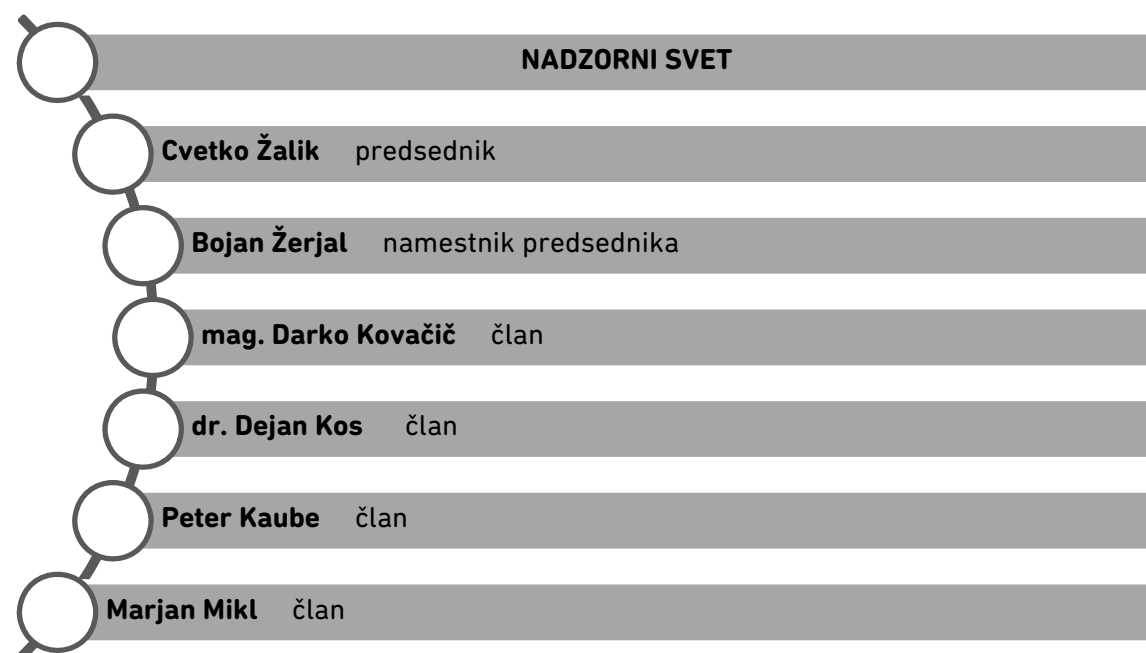 NADZORNI SVET
Cvetko Žalik predsednik
Bojan Žerjal namestnik predsednika
mag. Darko Kovačič član
dr. Dejan Kos član
Peter Kaube član
Marjan Mikl član